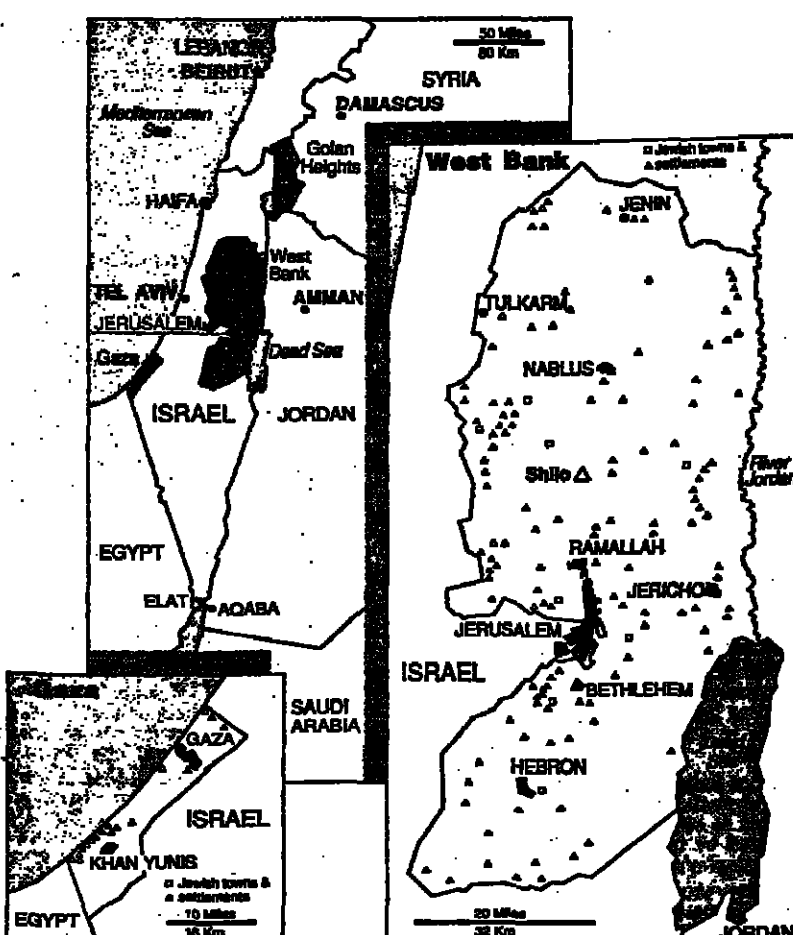 LEBANON
BEIRUT
Mediterranean
Sea
50 Miles
80 Km
SYRIA
DAMASCUS
Golan
Heights
HAIFA
West
Bank
TEL AVIV
AMMAN
JERUSALEM
Dead Sea
Gaza
ISRAEL
JORDAN
EGYPT
ELAT
AQABA
SAUDI
ARABIA
West Bank
Jewish towns &
settlements
JENIN
TULKARM
NABLUS
Shilo
River
Jordan
RAMALLAH
JERICHO
JERUSALEM
ISRAEL
BETHLEHEM
HEBRON
20 Miles
32 Km
JORDAN
GAZA
ISRAEL
KHAN YUNIS
Jewish towns &
settlements
EGYPT
10 Miles
16 Km